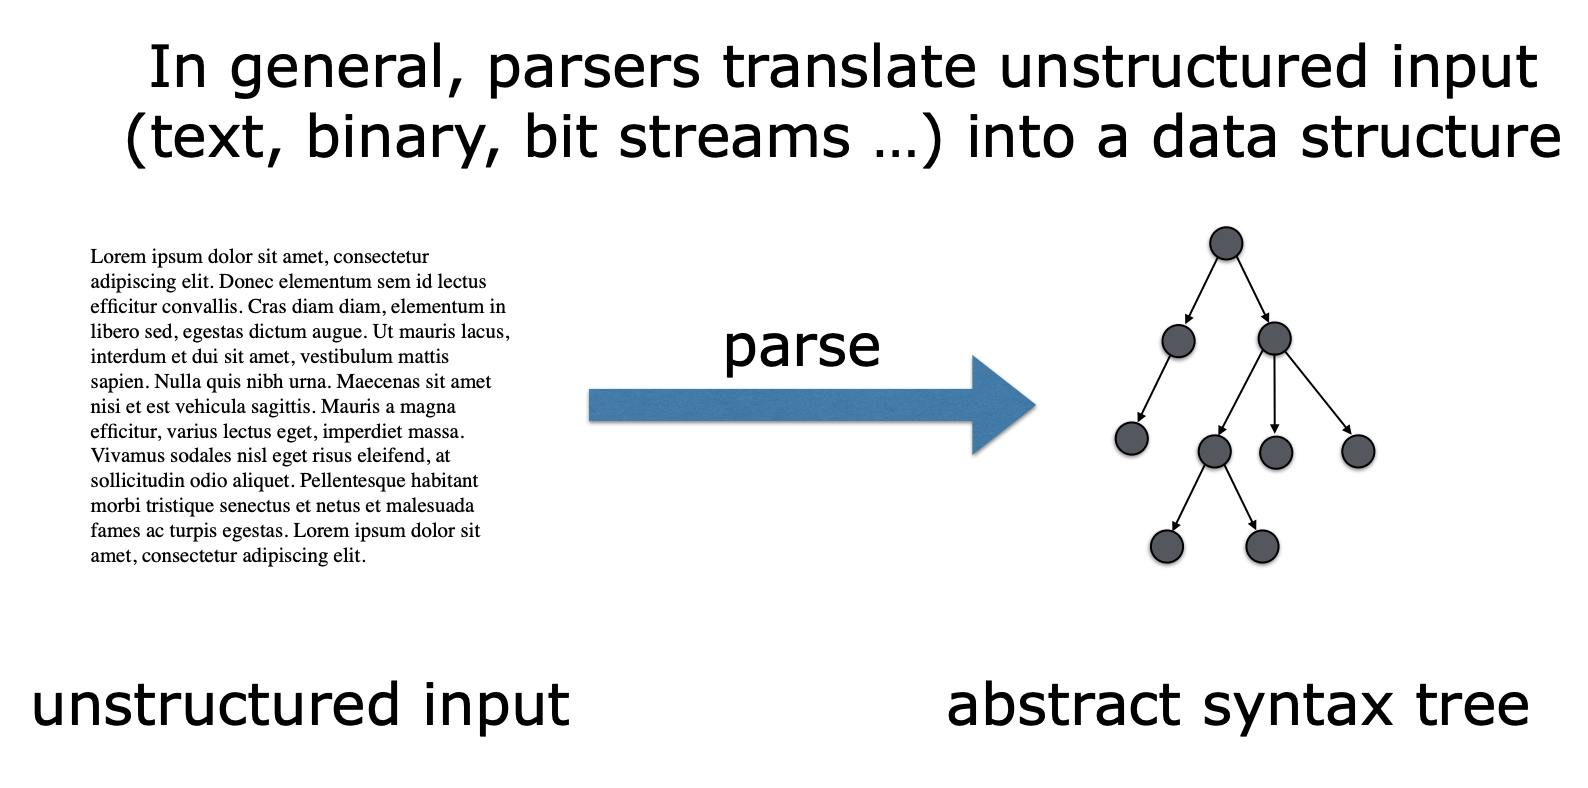 In general, parsers translate unstructured input
(text, binary, bit streams …) into a data structure
Lorem ipsum dolor sit amet, consectetur
adipiscing elit. Donec elementum sem id lectus
efficitur convallis. Cras diam diam, elementum in
libero sed, egestas dictum augue. Ut mauris lacus,
interdum et dui sit amet, vestibulum mattis
sapien. Nulla quis nibh urna. Maecenas sit amet
nisi et est vehicula sagittis. Mauris a magna
efficitur, varius lectus eget, imperdiet massa.
Vivamus sodales nisl eget risus eleifend, at
sollicitudin odio aliquet. Pellentesque habitant
morbi tristique senectus et netus et malesuada
fames ac turpis egestas. Lorem ipsum dolor sit
amet, consectetur adipiscing elit.
parse
unstructured input
abstract syntax tree